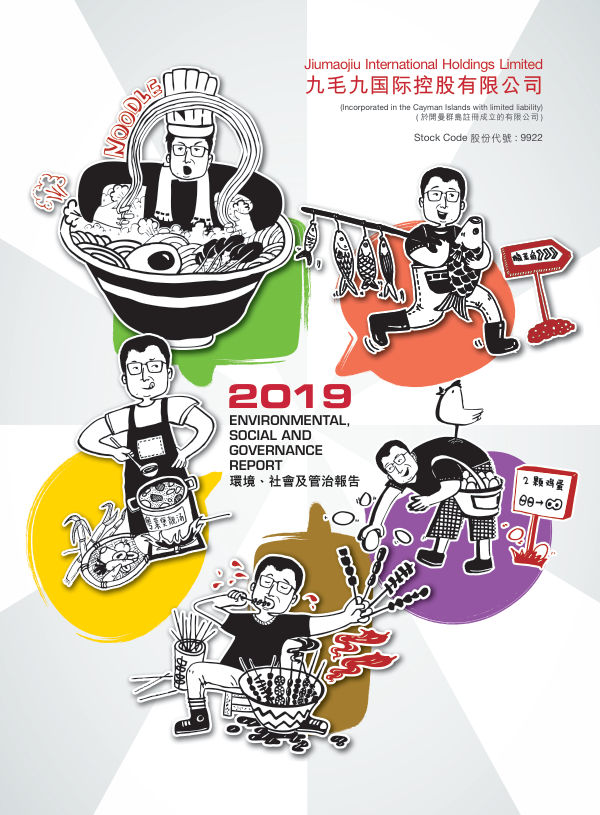 Jiumaojiu International Holdings Limited
九毛九国际控股有限公司
(Incorporated in the Cayman Islands with limited liability)
(於開曼群島註冊成立的有限公司)
Stock Code 股份代號 : 9922
NOODLE
2019
ENVIRONMENTAL,
SOCIAL AND
GOVERNANCE
REPORT
環境、社會及管治報告
2顆鸡蛋